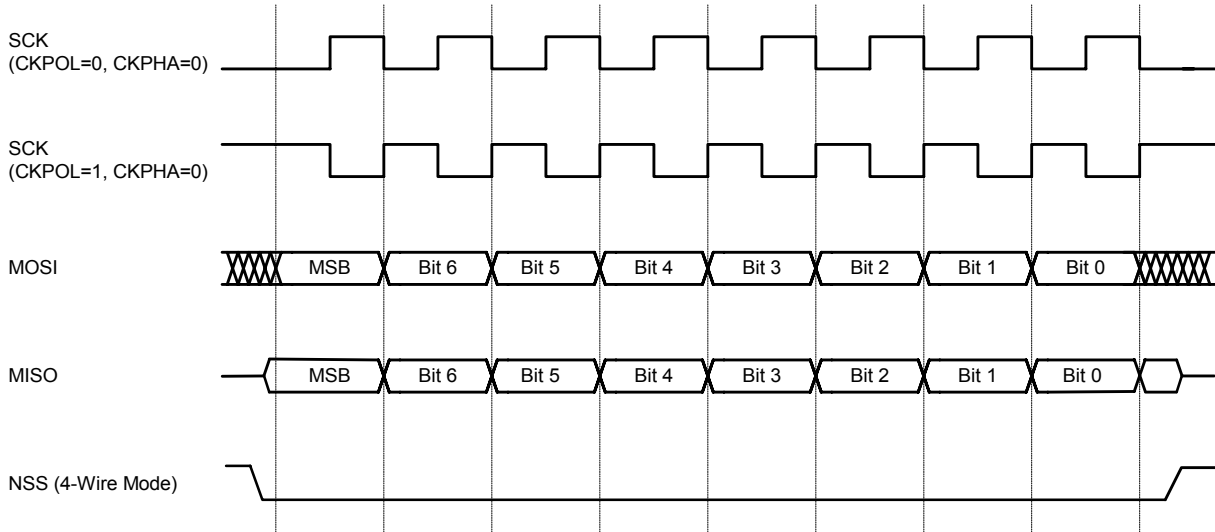 SCK
(CKPOL=0, CKPHA=0)
SCK
(CKPOL=1, CKPHA=0)
MOSI
MSB Bit 6 Bit 5 Bit 4 Bit 3 Bit 2 Bit 1 Bit 0
MISO
MSB Bit 6 Bit 5 Bit 4 Bit 3 Bit 2 Bit 1 Bit 0
NSS (4-Wire Mode)